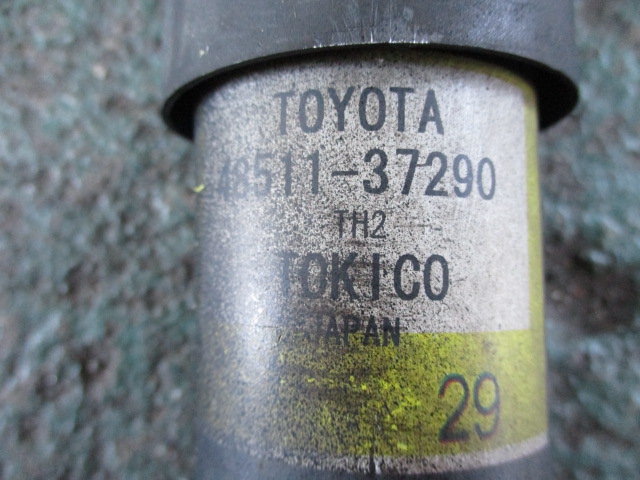 TOYOTA
48511-37290
TH2
TOKICO
JAPAN
29